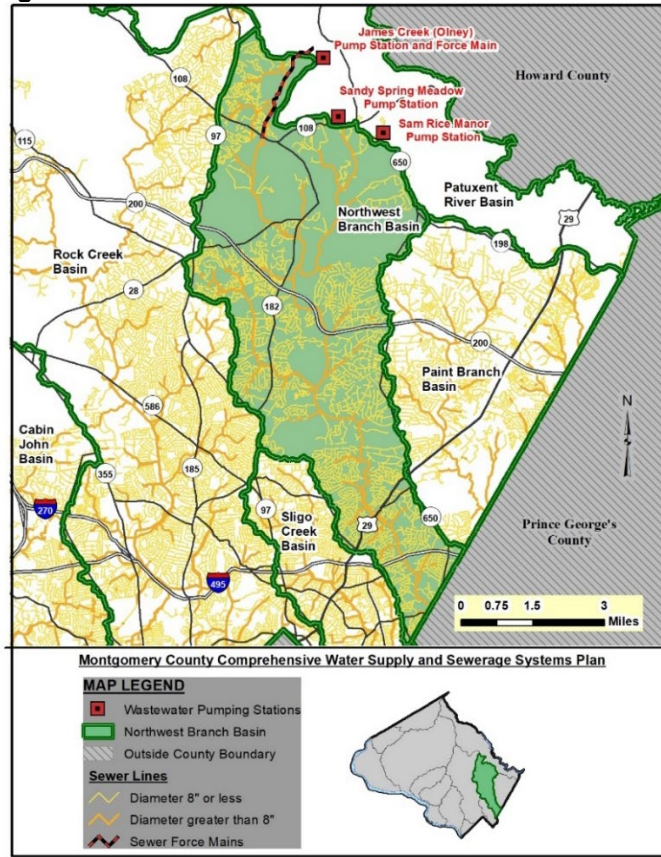 James Creek (Olney)
Pump Station and Force Main
Howard County
108
Sandy Spring Meadow
Pump Station
97
108
Sam Rice Manor
Pump Station
115
650
Patuxent
River Basin
200
Northwest
Branch Basin
29
198
Rock Creek
Basin
28
182
200
Paint Branch
Basin
N
586
Cabin
John
Basin
355
185
97
270
Sligo
Creek
Basin
29
650
Prince George's
County
495
0 0.75 1.5 3
Miles
Montgomery County Comprehensive Water Supply and Sewerage Systems Plan
MAP LEGEND
Wastewater Pumping Stations
Northwest Branch Basin
Outside County Boundary
Sewer Lines
Diameter 8" or less
Diameter greater than 8"
Sewer Force Mains